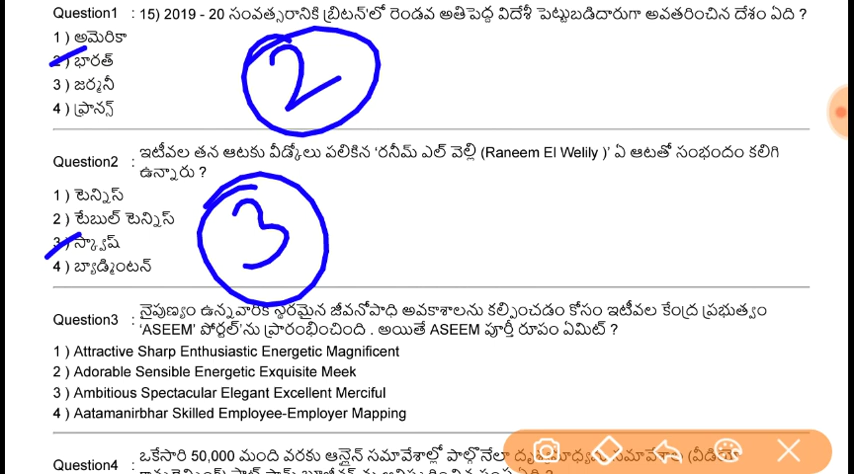 Question1 : 15) 2019 - 20 సంవత్సరానికి బ్రిటన్'లో రెండవ అతిపెద్ద విదేశీ పెట్టుబడిదారుగా అవతరించిన దేశం ఏది ?
1 ) అమెరికా
2 ) భారత్
3 ) జర్మనీ
4 ) ఫ్రాన్స్
2
Question2 : ఇటీవల తన ఆటకు వీడ్కోలు పలికిన 'రనీమ్ ఎల్ వెల్లి (Raneem El Welily )' ఏ ఆటతో సంభందం కలిగి
ఉన్నారు ?
1 ) టెన్నిస్
2 ) టేబుల్ టెన్నిస్
3 ) స్క్వాష్
4 ) బ్యాడ్మింటన్
3
Question3 : నైపుణ్యం ఉన్నవారికి స్థిరమైన జీవనోపాధి అవకాశాలను కల్పించడం కోసం ఇటీవల కేంద్ర ప్రభుత్వం
'ASEEM' పోర్టల్'ను ప్రారంభించింది . అయితే ASEEM పూర్తీ రూపం ఏమిట్ ?
1 ) Attractive Sharp Enthusiastic Energetic Magnificent
2 ) Adorable Sensible Energetic Exquisite Meek
3 ) Ambitious Spectacular Elegant Excellent Merciful
4 ) Aatamanirbhar Skilled Employee-Employer Mapping
Question4 : ఒకేసారి 50,000 మంది వరకు ఆన్లైన్ సమావేశాల్లో పాల్గొనేలా